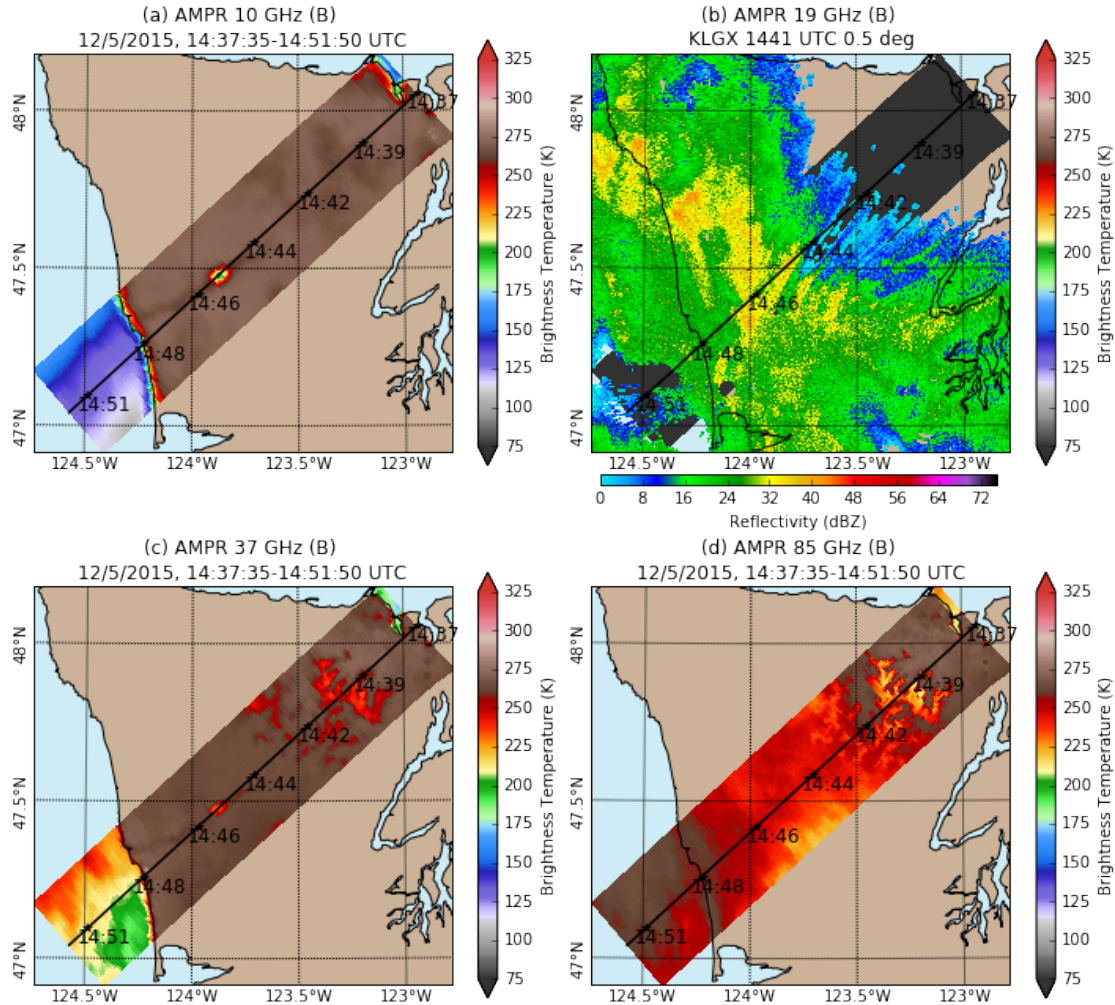 (a) AMPR 10 GHz (B)
12/5/2015, 14:37:35-14:51:50 UTC
48°N
47.5°N
47°N
124.5°W 124°W 123.5°W 123°W
14:37
14:39
14:42
14:44
14:46
14:48
14:51
325
300
275
250
225
200
175
150
125
100
75
Brightness Temperature (K)
(b) AMPR 19 GHz (B)
KLGX 1441 UTC 0.5 deg
48°N
47.5°N
47°N
124.5°W 124°W 123.5°W 123°W
14:37
14:39
14:42
14:44
14:46
14:48
14:51
325
300
275
250
225
200
175
150
125
100
75
Brightness Temperature (K)
0 8 16 24 32 40 48 56 64 72
Reflectivity (dBZ)
(c) AMPR 37 GHz (B)
12/5/2015, 14:37:35-14:51:50 UTC
48°N
47.5°N
47°N
124.5°W 124°W 123.5°W 123°W
14:37
14:39
14:42
14:44
14:46
14:48
14:51
325
300
275
250
225
200
175
150
125
100
75
Brightness Temperature (K)
(d) AMPR 85 GHz (B)
12/5/2015, 14:37:35-14:51:50 UTC
48°N
47.5°N
47°N
124.5°W 124°W 123.5°W 123°W
14:37
14:39
14:42
14:44
14:46
14:48
14:51
325
300
275
250
225
200
175
150
125
100
75
Brightness Temperature (K)